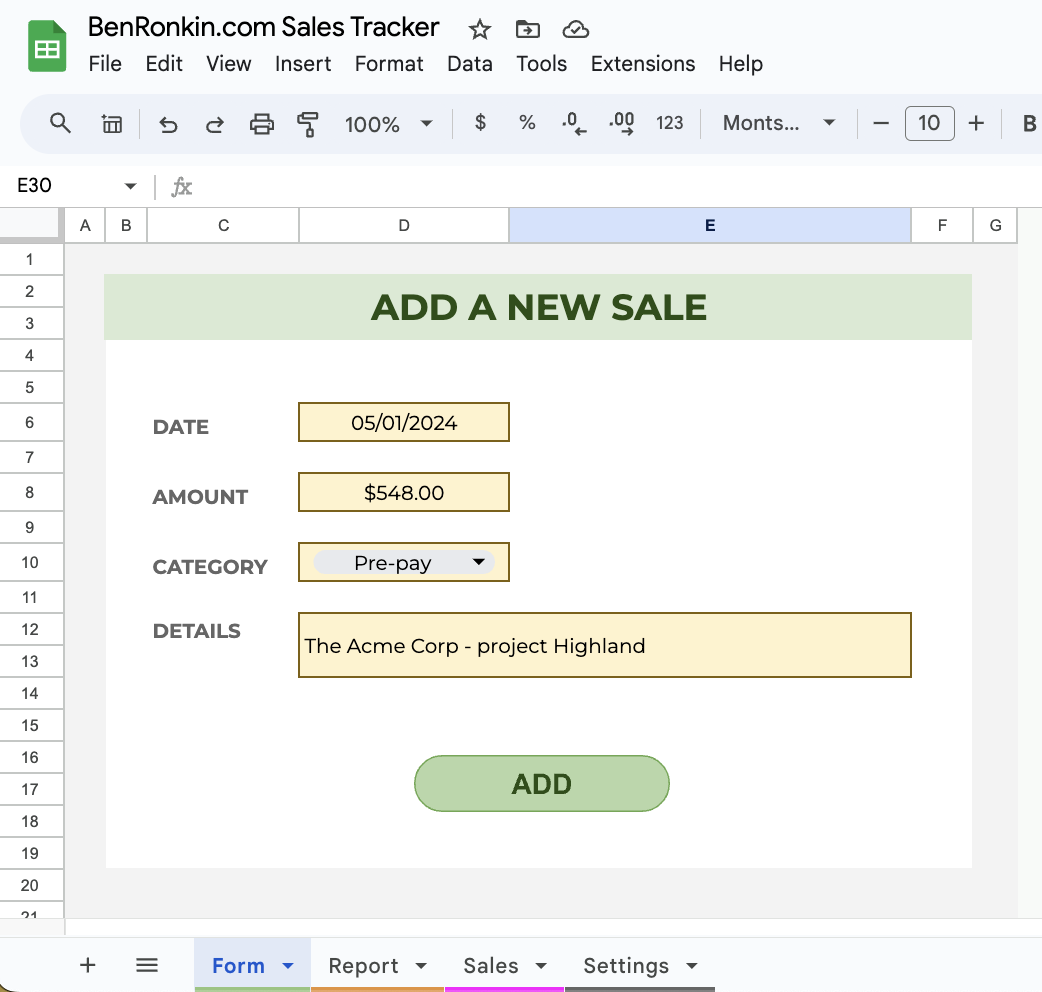 BenRonkin.com Sales Tracker
File Edit View Insert Format Data Tools Extensions Help
100% $ % .0 .00 123 Monts... 10 B
E30 fx
A B C D E F G
1
2
ADD A NEW SALE
3
4
5
6
DATE 05/01/2024
7
8
AMOUNT $548.00
9
10
CATEGORY Pre-pay
11
12
DETAILS
The Acme Corp - project Highland
13
14
15
16
17
ADD
18
19
20
21
Form Report Sales Settings